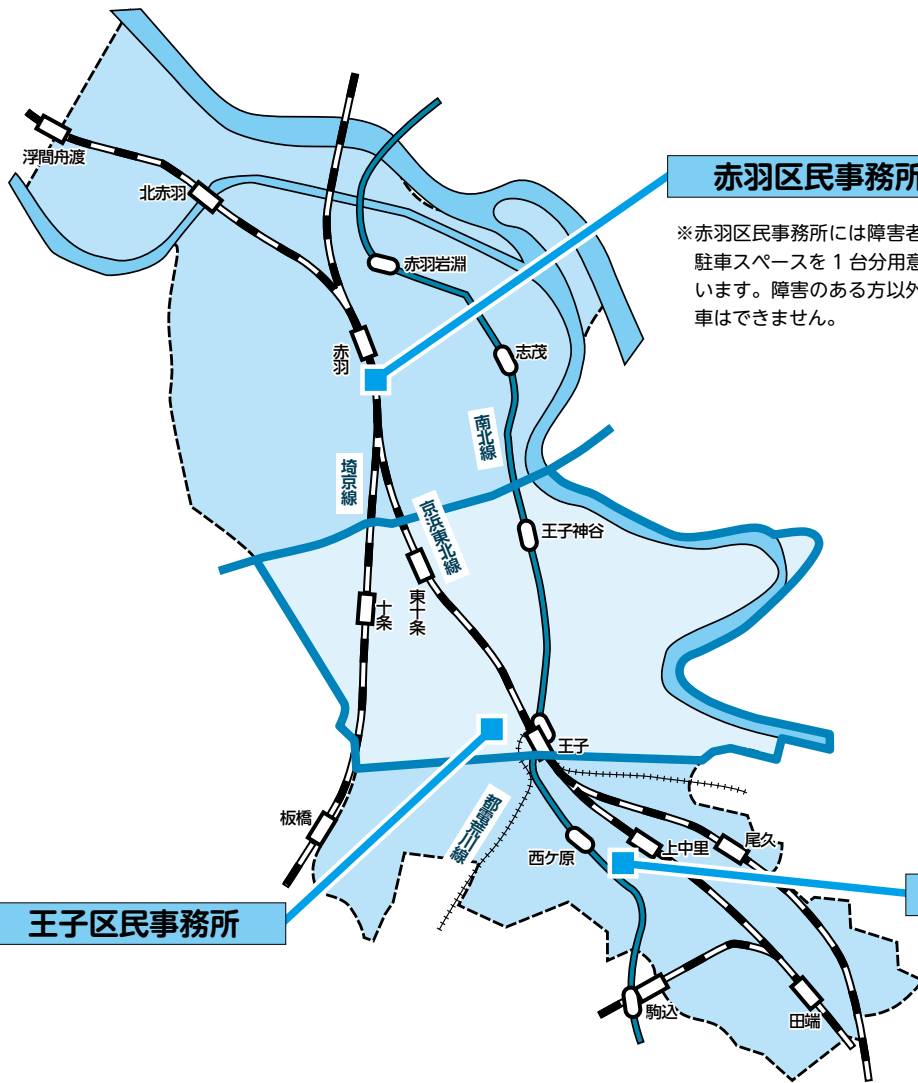 浮間舟渡
北赤羽
赤羽区民事務所
※赤羽区民事務所には障害者
駐車スペースを1台分用意
います。障害のある方以外
車はできません。
赤羽岩淵
赤羽
志茂
南北線
埼京線
京浜東北線
王子神谷
十条
東十条
王子
板橋
都電荒川線
西ケ原
上中里
尾久
王子区民事務所
駒込
田端